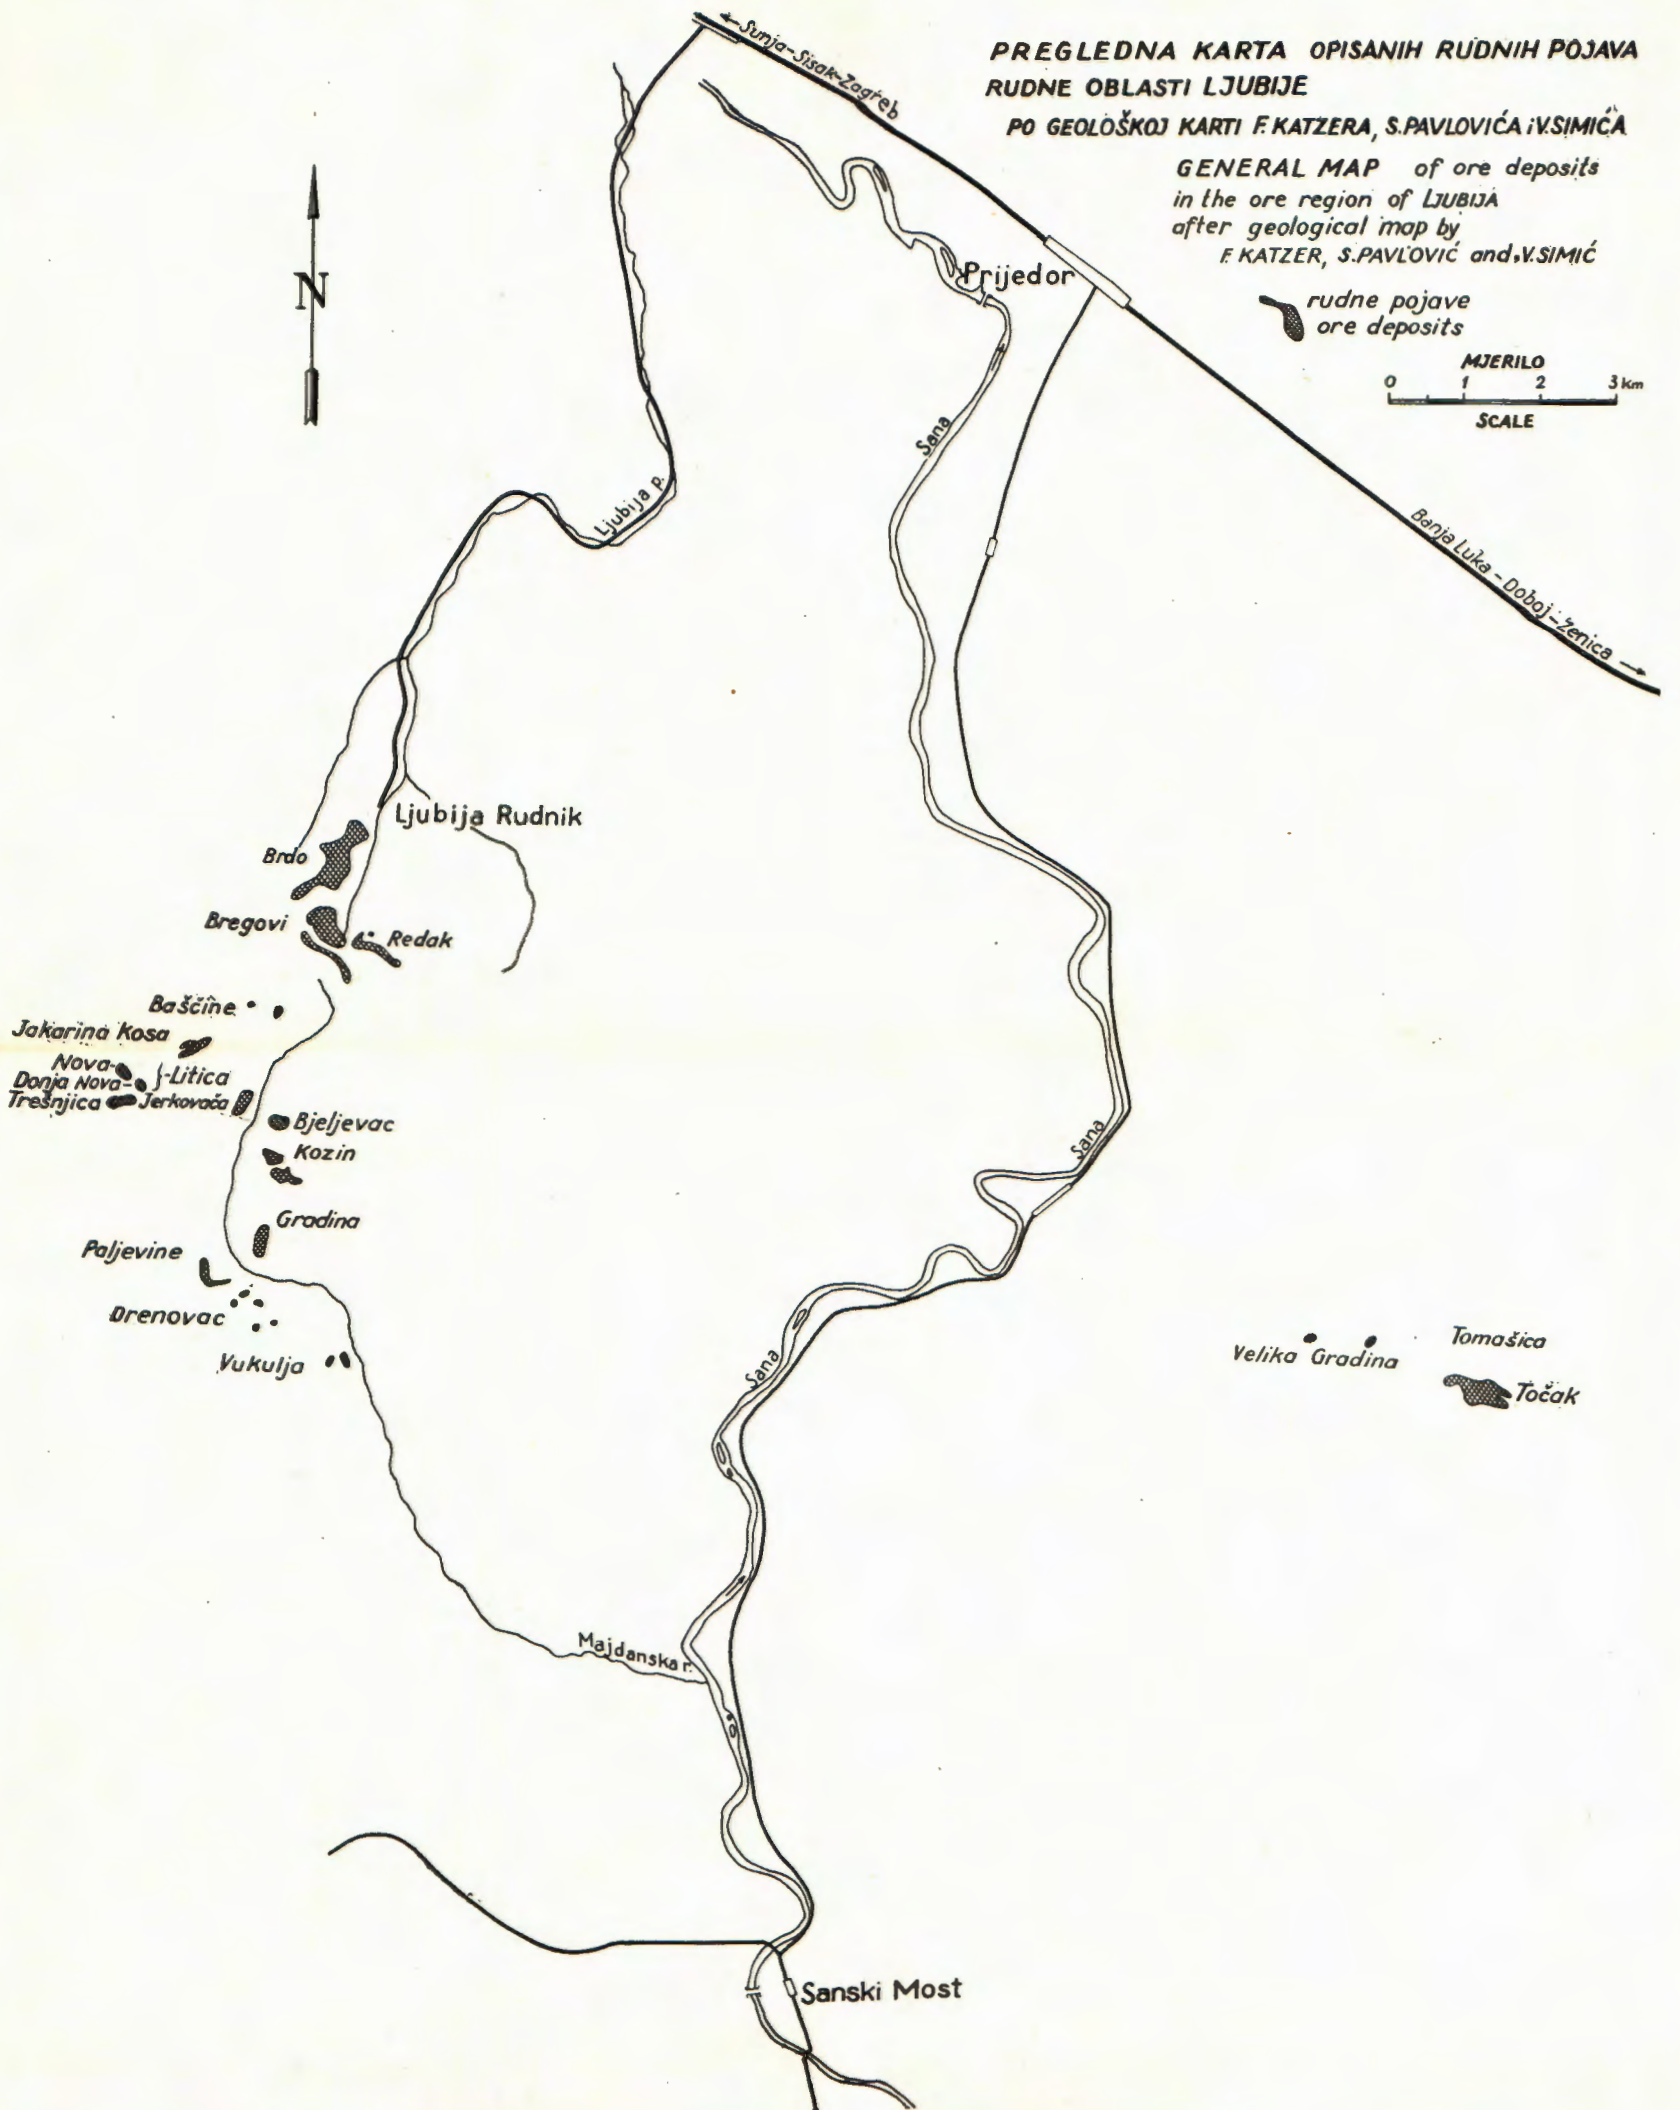 PREGLEDNA KARTA OPISANIH RUDNIH POJAVA
RUDNE OBLASTI LJUBIJE
PO GEOLOŠKOJ KARTI F. KATZERA, S. PAVLOVIĆA i V. SIMIĆA
GENERAL MAP of ore deposits
in the ore region of LJUBIJA
after geological map by
F. KATZER, S. PAVLOVIĆ and V. SIMIĆ
rudne pojave
ore deposits
MJERILO
0 1 2 3 Km
SCALE
Sunja-Sisak-Zagreb
N
Prijedor
Sana
Ljubija p.
Banja Luka-Doboj-Zenica
Ljubija Rudnik
Brdo
Bregovi
Redak
Baščine
Jakarina Kosa
Nova-
Donja Nova-
}-Litica
Trešnjica
Jerkovača
Bjeljevac
Kozin
Gradina
Paljevine
Drenovac
Vukulja
Sana
Sana
Velika Gradina
Tomašica
Točak
Majdanska r.
Sanski Most